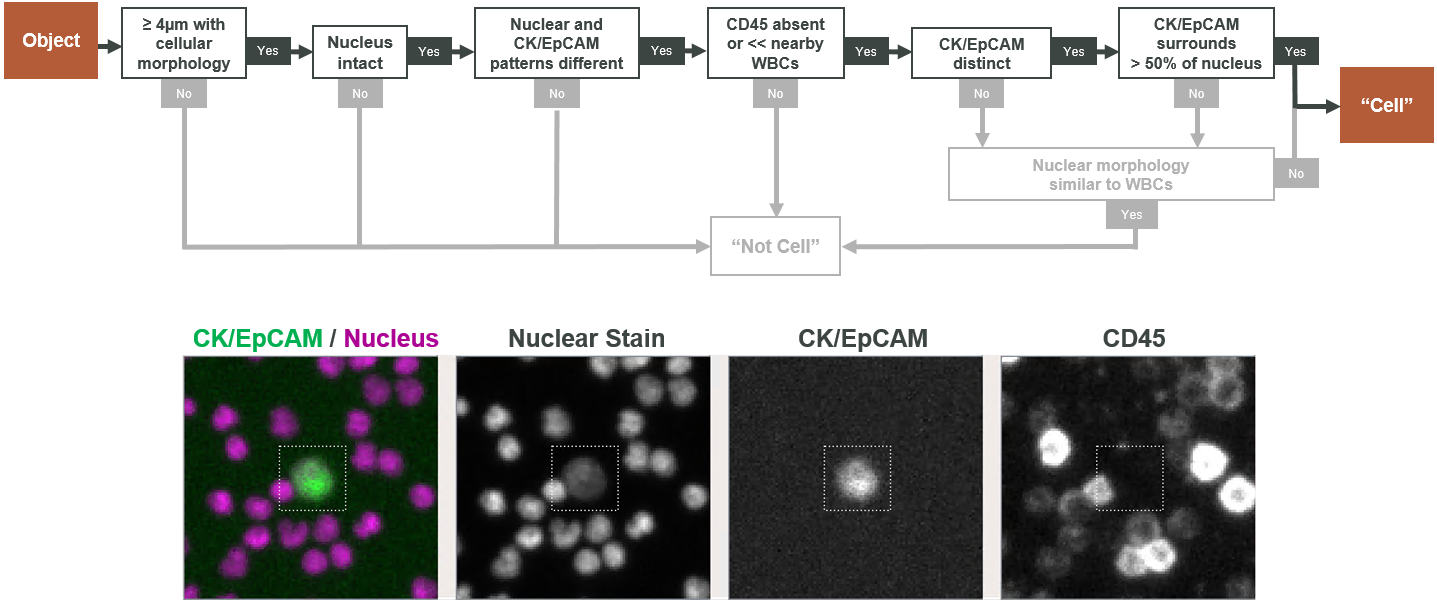 Object
≥ 4µm with
cellular
morphology
Yes
No
Nucleus
intact
Yes
No
Nuclear and
CK/EpCAM
patterns different
Yes
No
CD45 absent
or << nearby
WBCs
Yes
No
CK/EpCAM
distinct
Yes
No
CK/EpCAM
surrounds
> 50% of nucleus
Yes
No
“Cell”
Nuclear morphology
similar to WBCs
No
Yes
“Not Cell”
CK/EpCAM / Nucleus
Nuclear Stain
CK/EpCAM
CD45